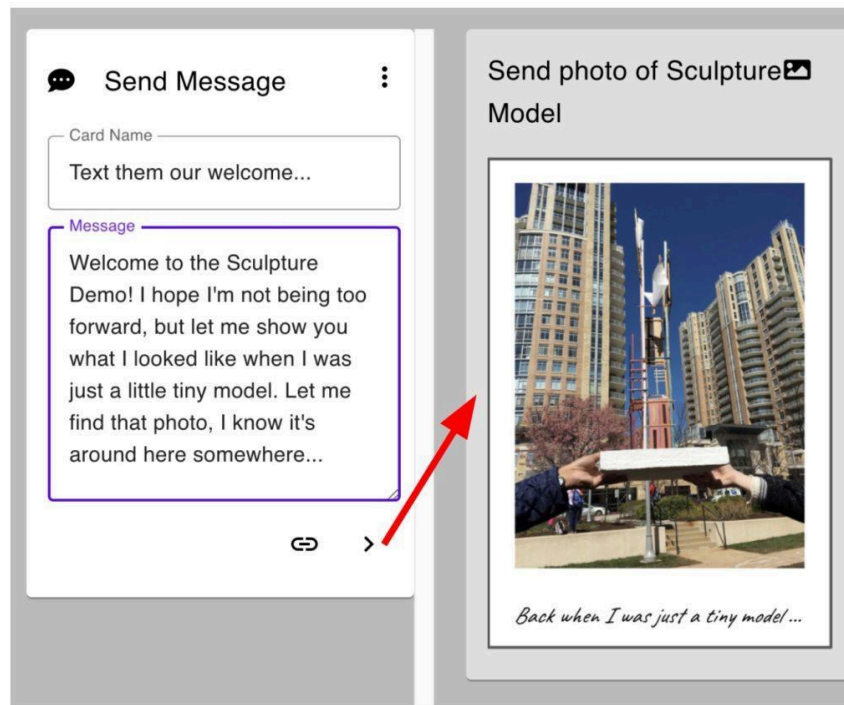 Send Message
Card Name
Text them our welcome...
Message
Welcome to the Sculpture
Demo! I hope I'm not being too
forward, but let me show you
what I looked like when I was
just a little tiny model. Let me
find that photo, I know it's
around here somewhere...
Send photo of Sculpture
Model
Back when I was just a tiny model...